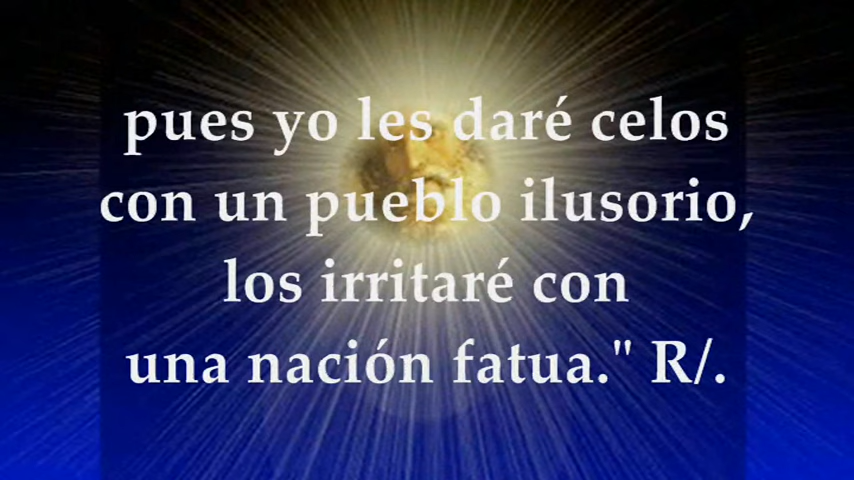 pues yo les daré celos
con un pueblo ilusorio,
los irritaré con
una nación fatua." R/.